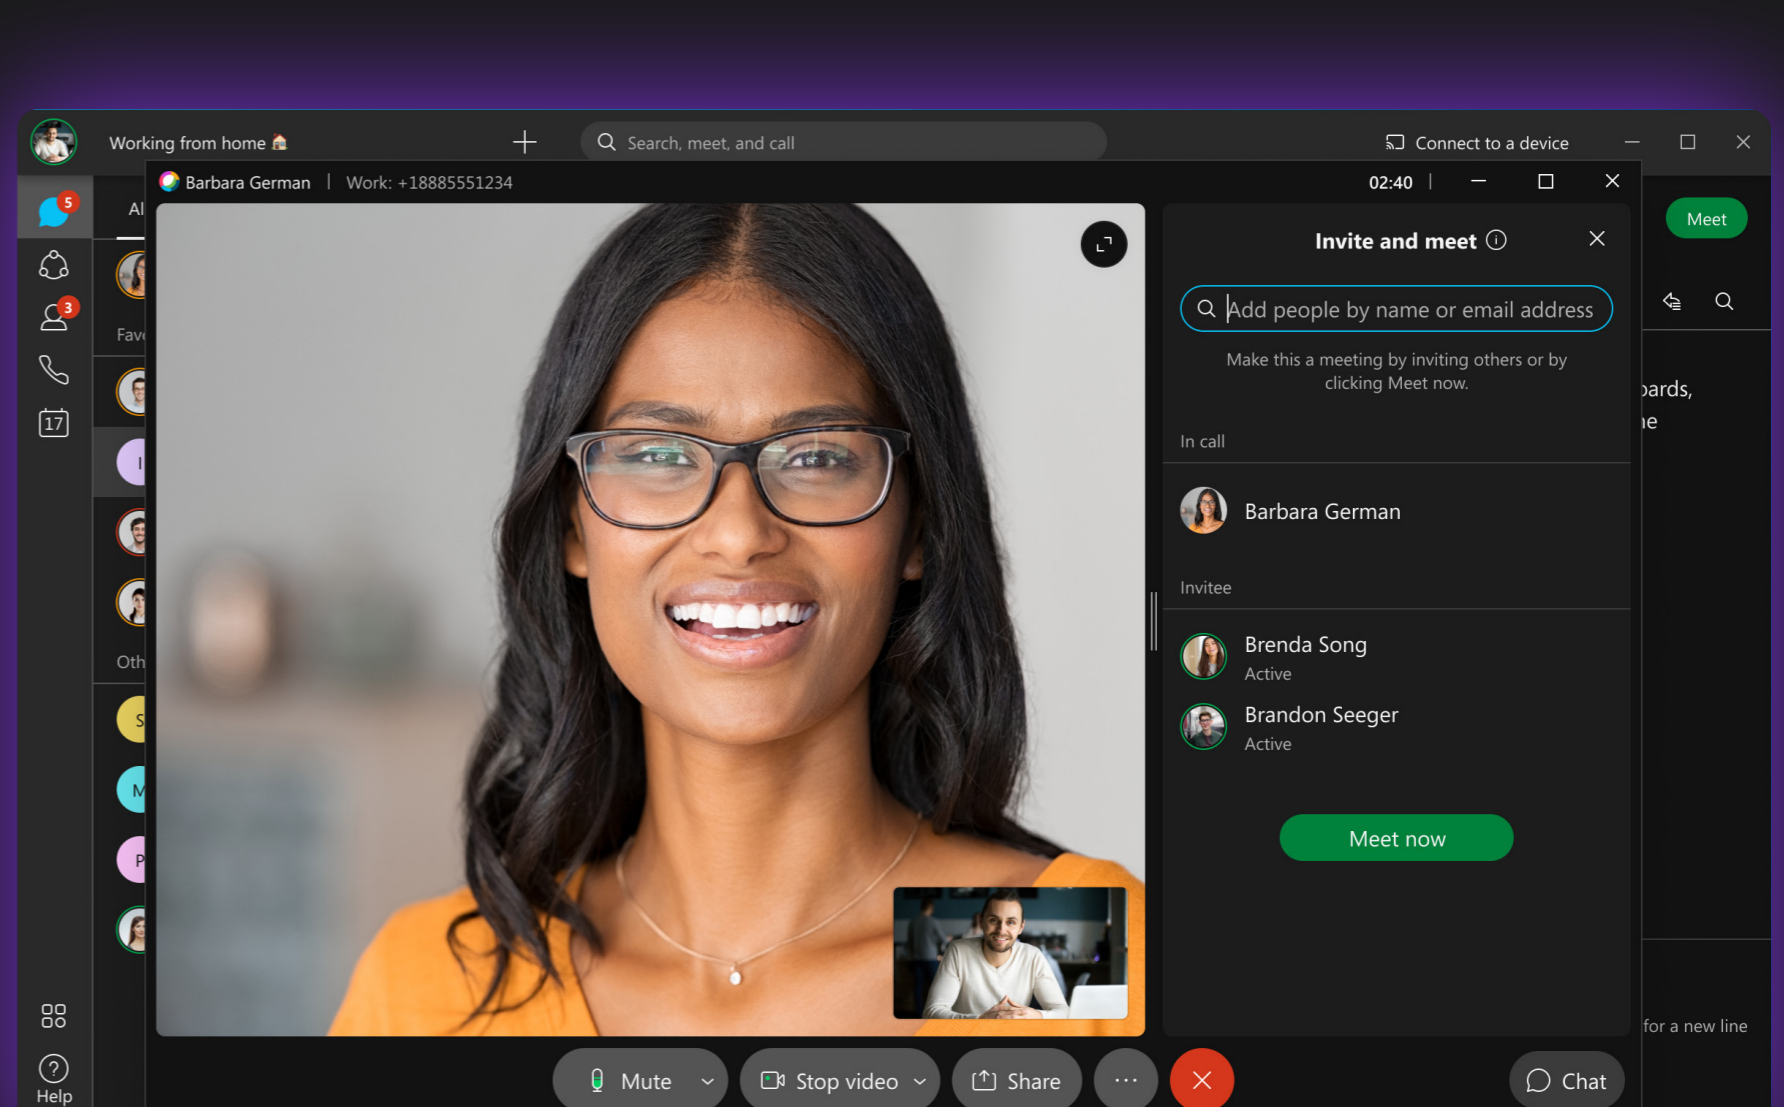 Working from home
Search, meet, and call
Connect to a device
Barbara German | Work: +18885551234
02:40
5
Meet
Invite and meet
Add people by name or email address
Make this a meeting by inviting others or by
clicking Meet now.
3
17
In call
Barbara German
Invitee
Brenda Song
Active
Brandon Seeger
Active
Meet now
I
S
M
P
for a new line
Help
Mute
Stop video
Share
Chat